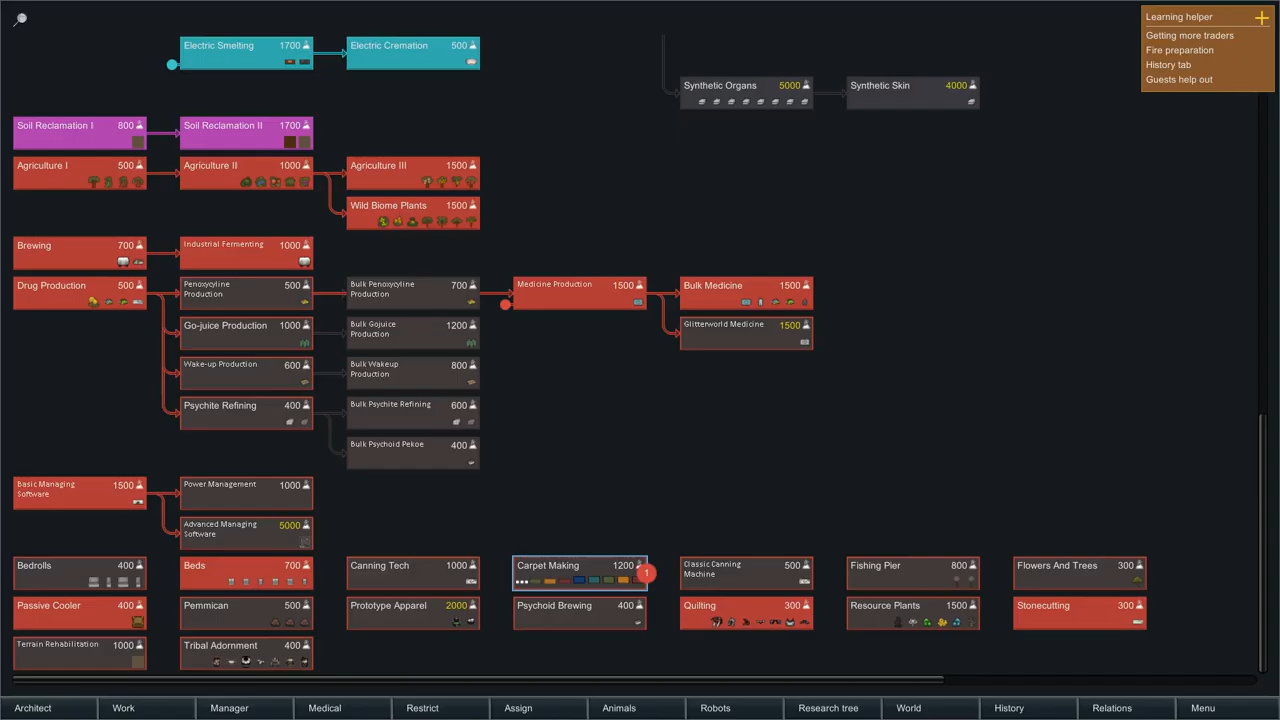 Learning helper
Getting more traders
Fire preparation
History tab
Guests help out
Electric Smelting 1700
Electric Cremation 500
Synthetic Organs 5000
Synthetic Skin 4000
Soil Reclamation I 800
Soil Reclamation II 1700
Agriculture I 500
Agriculture II 1000
Agriculture III 1500
Wild Biome Plants 1500
Brewing 700
Industrial Fermenting 1000
Drug Production 500
Penoxycyline Production 500
Bulk Penoxycyline Production 700
Medicine Production 1500
Bulk Medicine 1500
Go-juice Production 1000
Bulk Gojuice Production 1200
Glitterworld Medicine 1500
Wake-up Production 600
Bulk Wakeup Production 800
Psychite Refining 400
Bulk Psychite Refining 600
Bulk Psychoid Pekoe 400
Basic Managing Software 1500
Power Management 1000
Advanced Managing Software 5000
Bedrolls 400
Beds 700
Canning Tech 1000
Carpet Making 1200
1
Classic Canning Machine 500
Fishing Pier 800
Flowers And Trees 300
Passive Cooler 400
Pemmican 500
Prototype Apparel 2000
Psychoid Brewing 400
Quilting 300
Resource Plants 1500
Stonecutting 300
Terrain Rehabilitation 1000
Tribal Adornment 400
Architect
Work
Manager
Medical
Restrict
Assign
Animals
Robots
Research tree
World
History
Relations
Menu